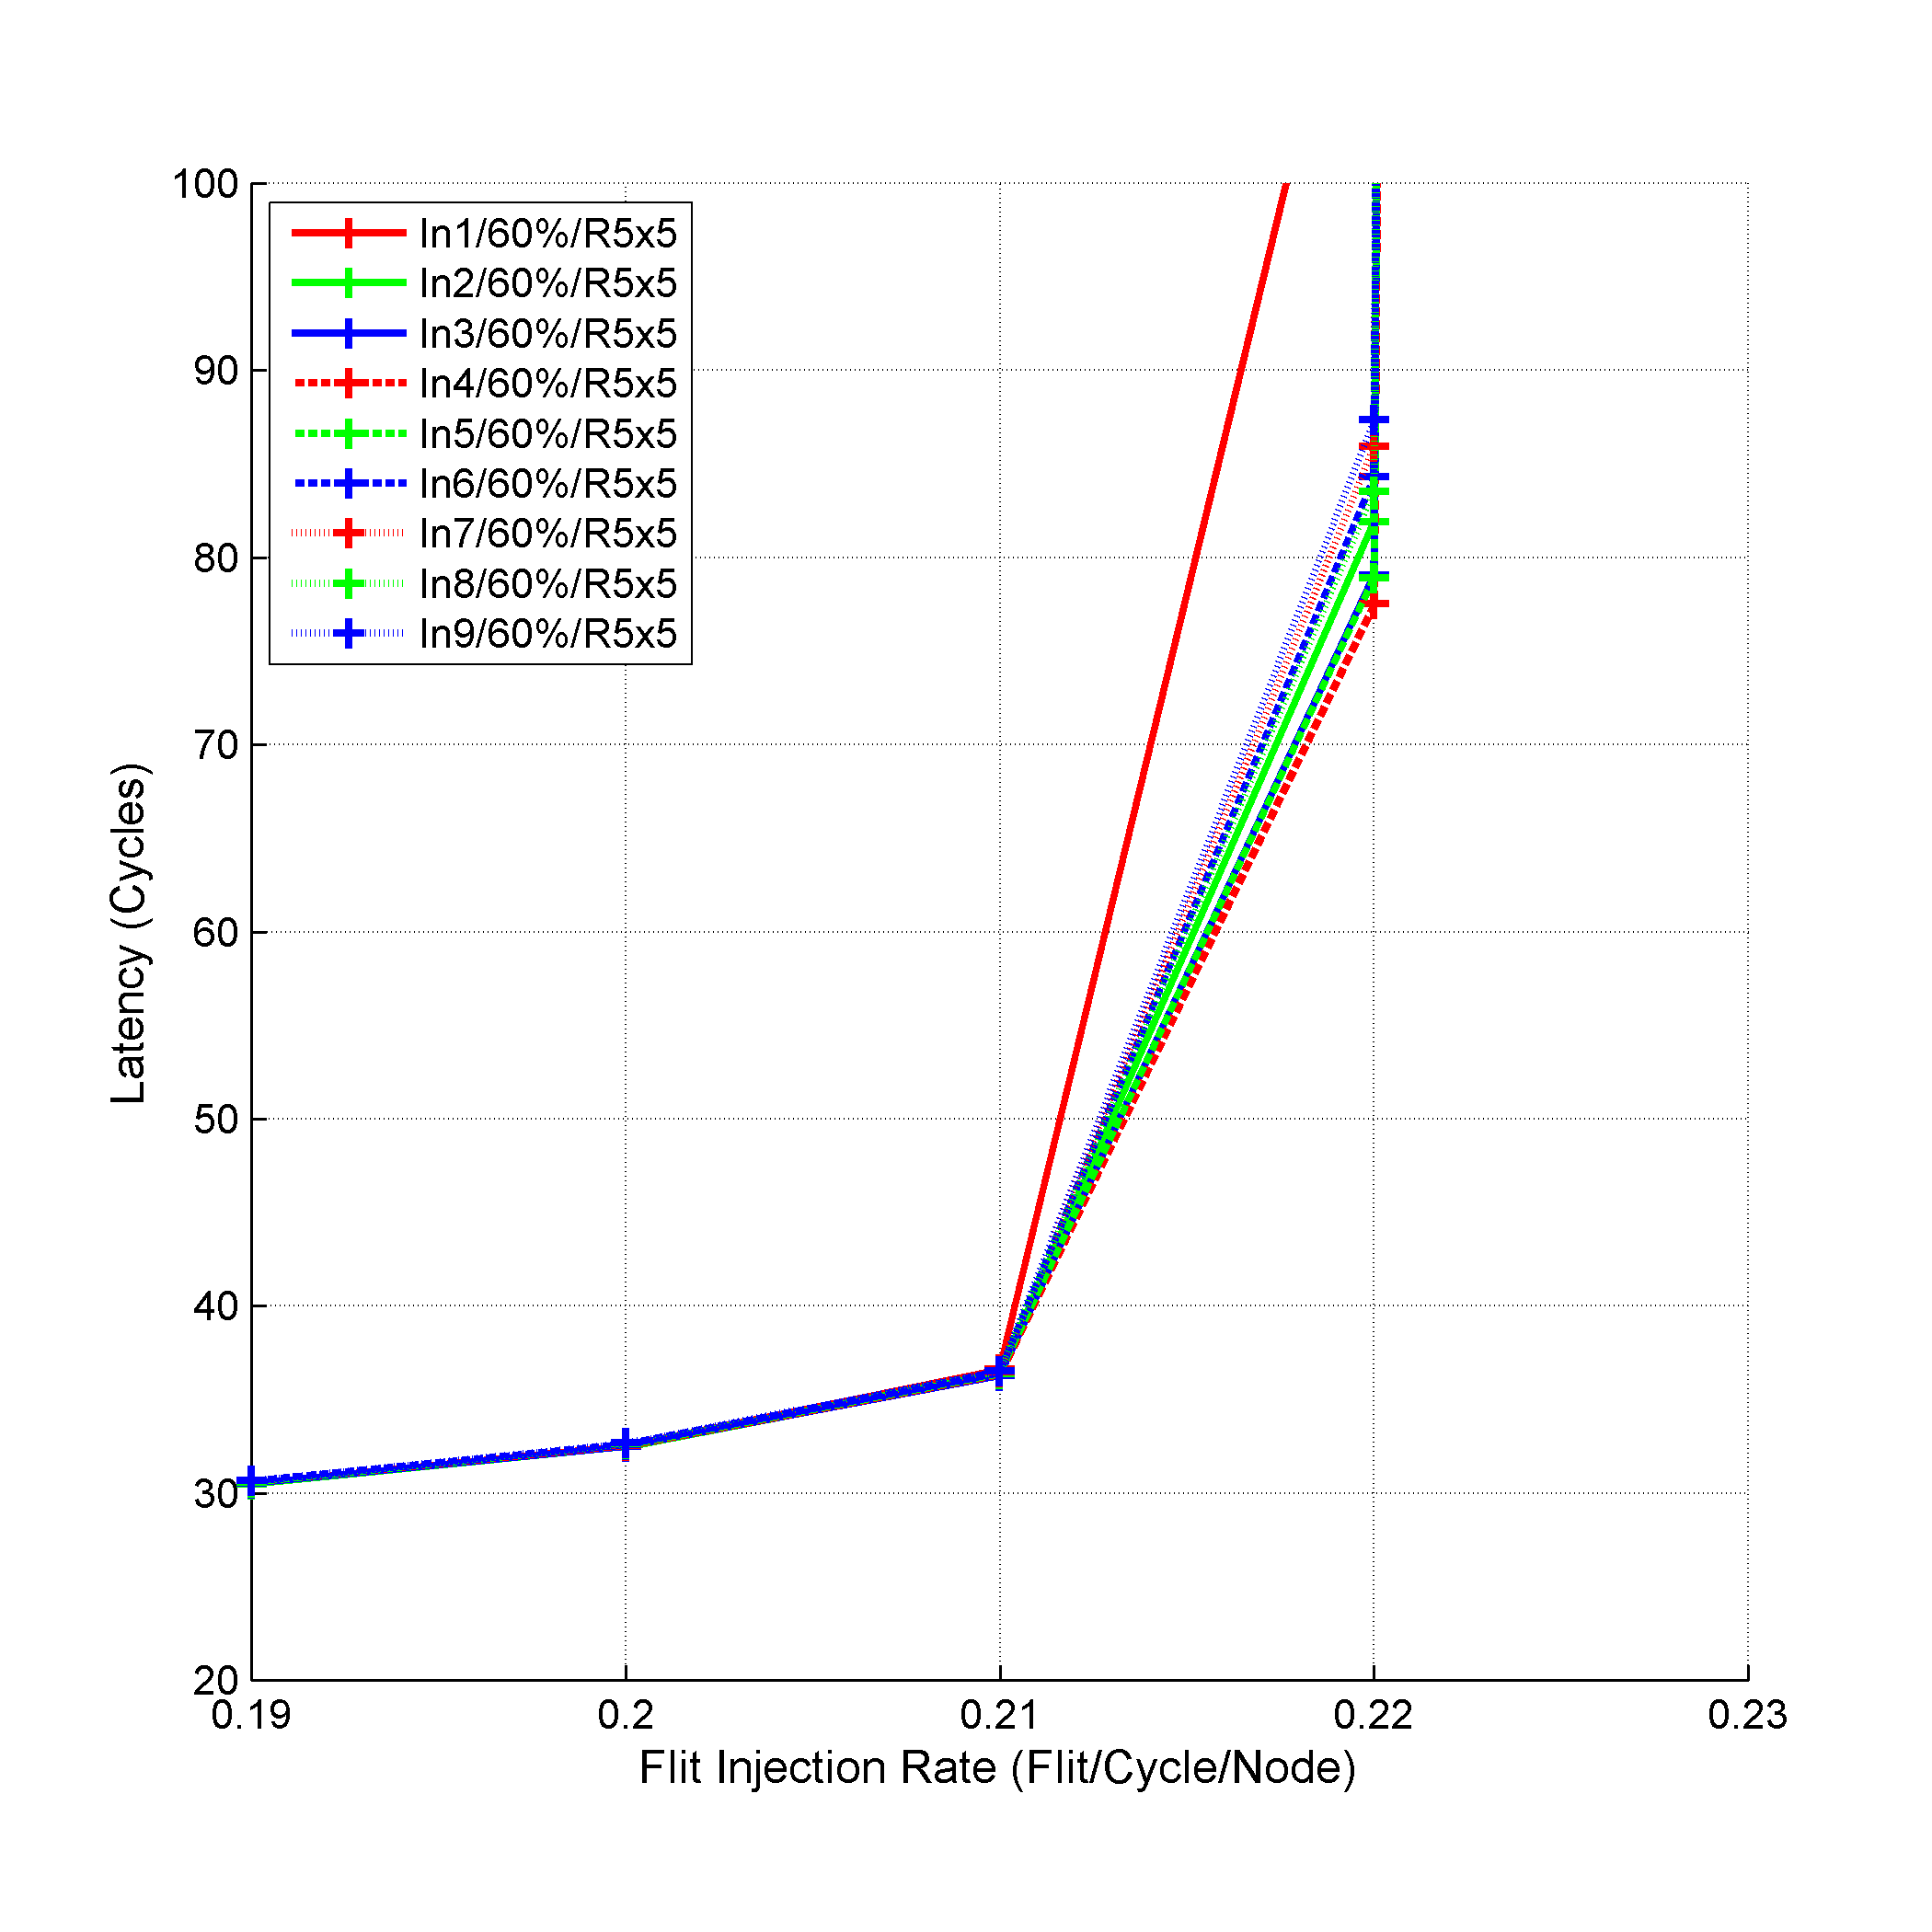 100
90
80
70
60
50
40
30
20
In1/60%/R5x5
In2/60%/R5x5
In3/60%/R5x5
In4/60%/R5x5
In5/60%/R5x5
In6/60%/R5x5
In7/60%/R5x5
In8/60%/R5x5
In9/60%/R5x5
Latency (Cycles)
0.19 0.2 0.21 0.22 0.23
Flit Injection Rate (Flit/Cycle/Node)